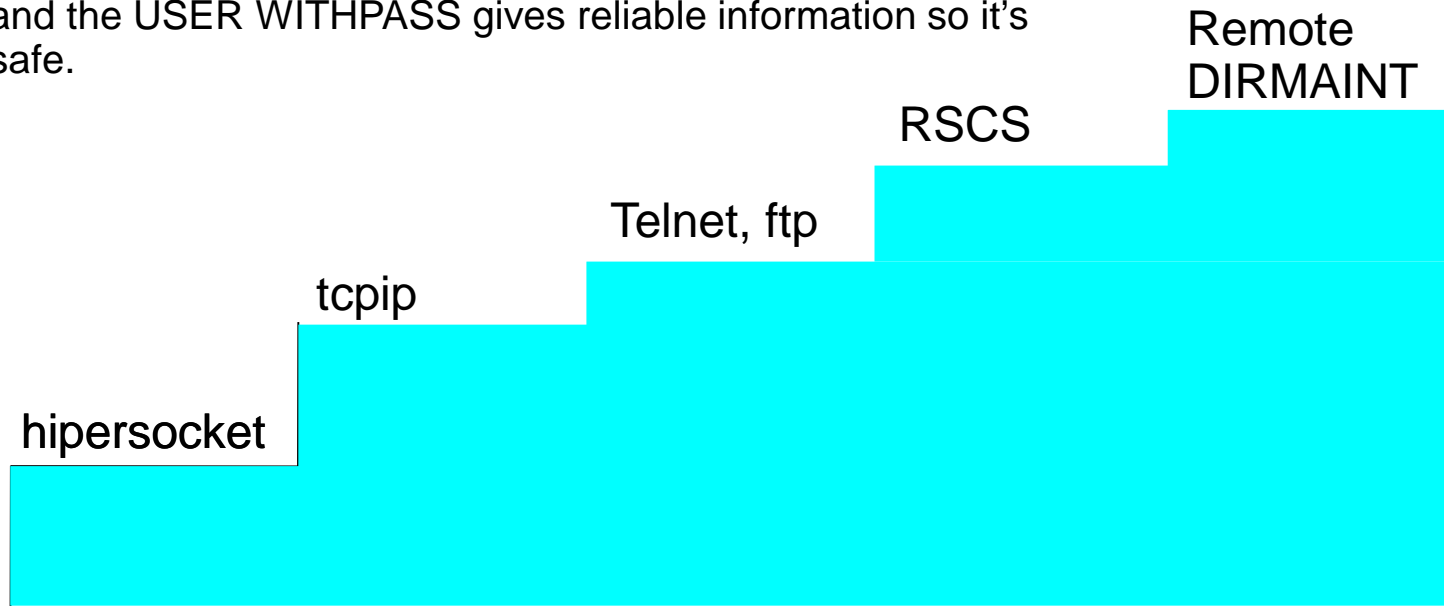 and the USER WITHPASS gives reliable information so it's
safe.
Remote
DIRMAINT
RSCS
Telnet, ftp
tcpip
hipersocket